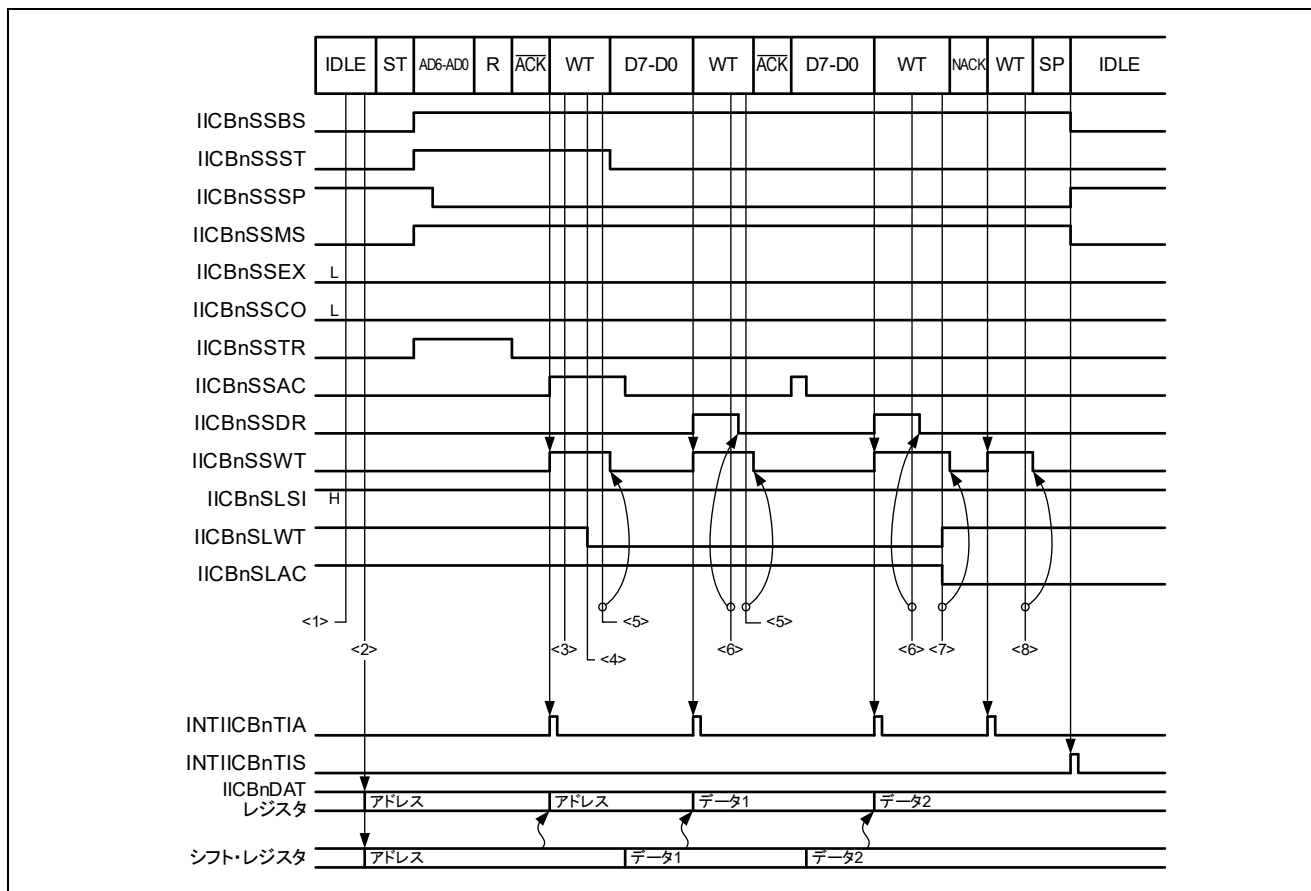 IDLE ST AD6-AD0 R ACK WT D7-D0 WT ACK D7-D0 WT NACK WT SP IDLE
IICBnSSBS
IICBnSSST
IICBnSSSP
IICBnSSMS
IICBnSSEX L
IICBnSSCO L
IICBnSSTR
IICBnSSAC
IICBnSSDR
IICBnSSWT
IICBnSLSI H
IICBnSLWT
IICBnSLAC
<1> <5> <5>
<2> <3> <6> <6> <7> <8>
<4>
INTIICBnTIA
INTIICBnTIS
IICBnDAT
レジスタ アドレス アドレス データ1 データ2
シフト・レジスタ アドレス データ1 データ2